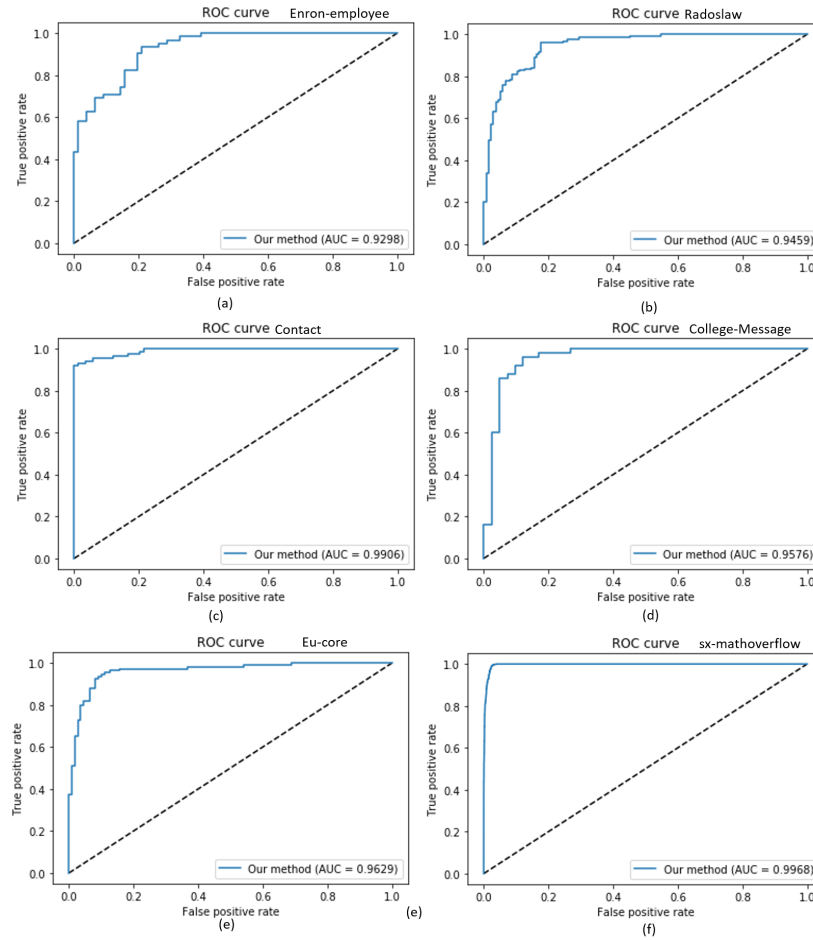 ROC curve Enron-employee
1.0
0.8
0.6
0.4
0.2
0.0
True positive rate
Our method (AUC = 0.9298)
0.0 0.2 0.4 0.6 0.8 1.0
False positive rate
(a)
ROC curve Radoslaw
1.0
0.8
0.6
0.4
0.2
0.0
True positive rate
Our method (AUC = 0.9459)
0.0 0.2 0.4 0.6 0.8 1.0
False positive rate
(b)
ROC curve Contact
1.0
0.8
0.6
0.4
0.2
0.0
True positive rate
Our method (AUC = 0.9906)
0.0 0.2 0.4 0.6 0.8 1.0
False positive rate
(c)
ROC curve College-Message
1.0
0.8
0.6
0.4
0.2
0.0
True positive rate
Our method (AUC = 0.9576)
0.0 0.2 0.4 0.6 0.8 1.0
False positive rate
(d)
ROC curve Eu-core
1.0
0.8
0.6
0.4
0.2
0.0
True positive rate
Our method (AUC = 0.9629)
0.0 0.2 0.4 0.6 0.8 1.0
False positive rate
(e)
(e)
ROC curve sx-mathoverflow
1.0
0.8
0.6
0.4
0.2
0.0
True positive rate
Our method (AUC = 0.9968)
0.0 0.2 0.4 0.6 0.8 1.0
False positive rate
(f)